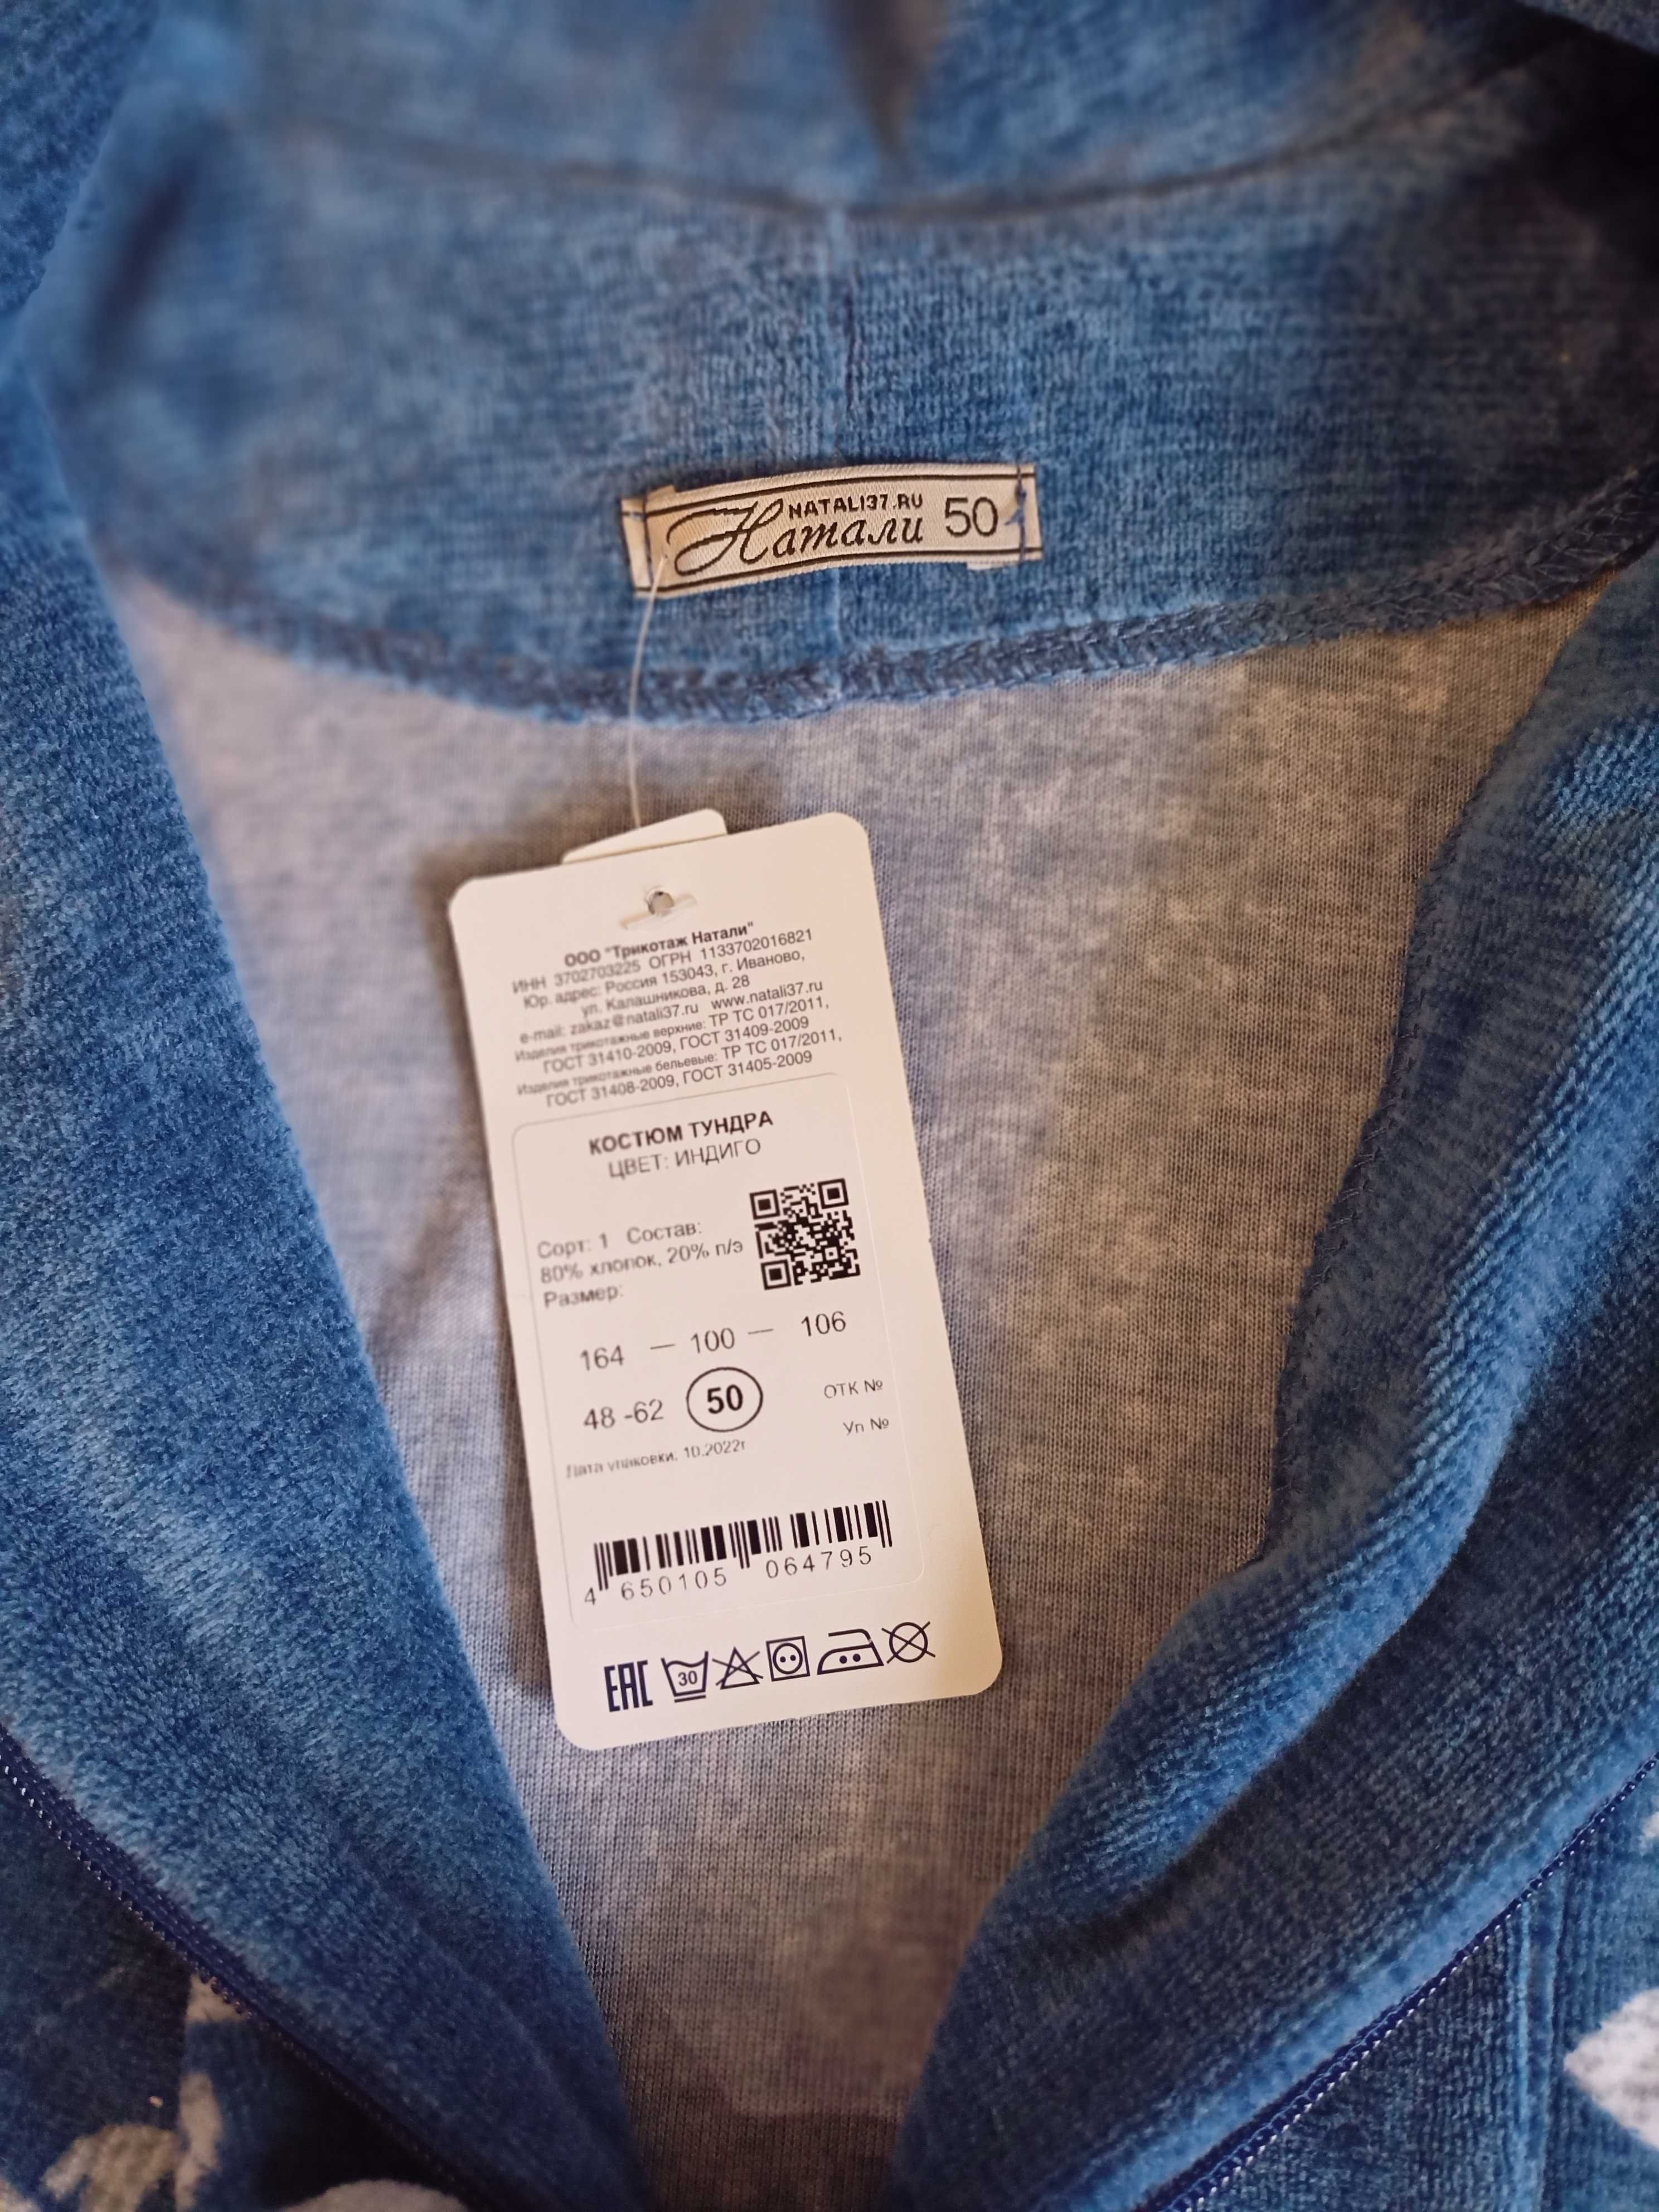 NATALI37.RU
Натали 50
ООО "Трикотаж Натали"
ИНН 3702703225 ОГРН 1133702016821
Юр. адрес: Россия 153043, г. Иваново,
ул. Калашникова, д. 28
e-mail: zakaz@natali37.ru www.natali37.ru
Изделия трикотажные верхние: ТР ТС 017/2011,
ГОСТ 31410-2009, ГОСТ 31409-2009
Изделия трикотажные бельевые: ТР ТС 017/2011,
ГОСТ 31408-2009, ГОСТ 31405-2009
КОСТЮМ ТУНДРА
ЦВЕТ: ИНДИГО
Сорт: 1 Состав:
80% хлопок, 20% п/э
Размер:
164 — 100 — 106
48 -62 50 ОТК №
Уп №
Дата упаковки. 10.2022г
4 650105 064795
EAC 30